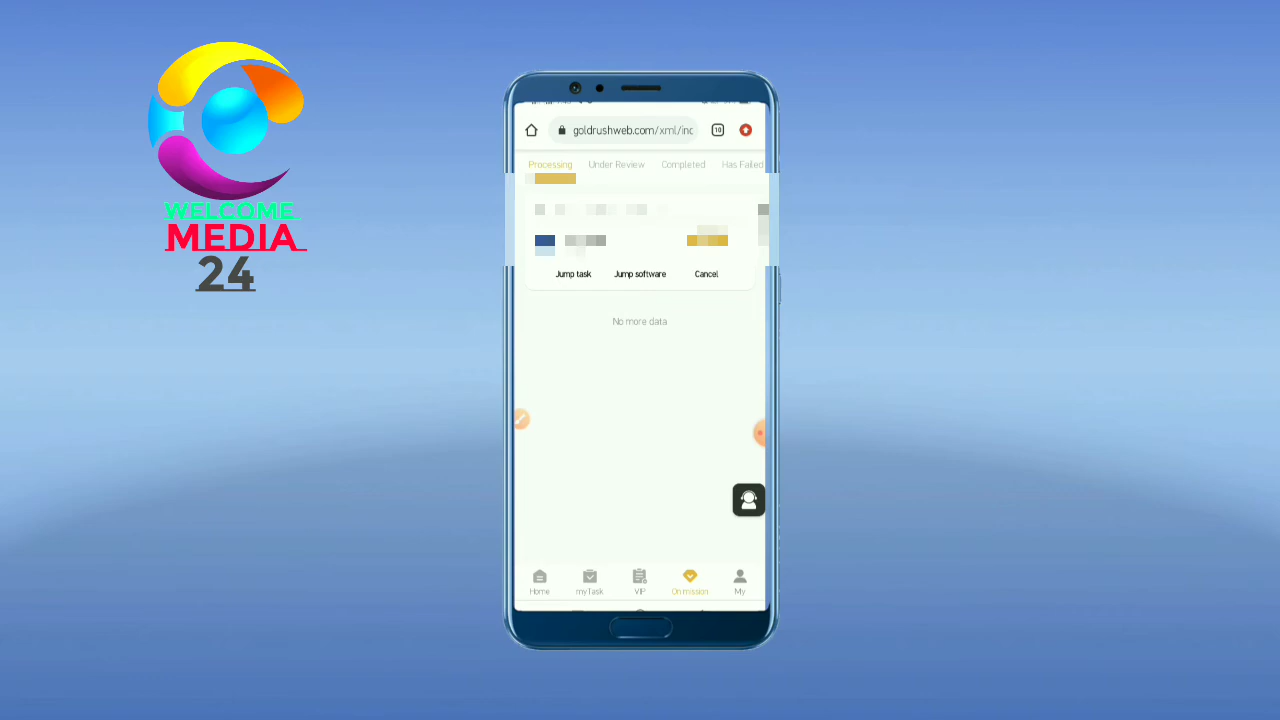 WELCOME
MEDIA
24
goldrushweb.com/xml/inc
10
Processing
Under Review
Completed
Has Failed
Jump task
Jump software
Cancel
No more data
Home
myTask
VIP
On mission
My